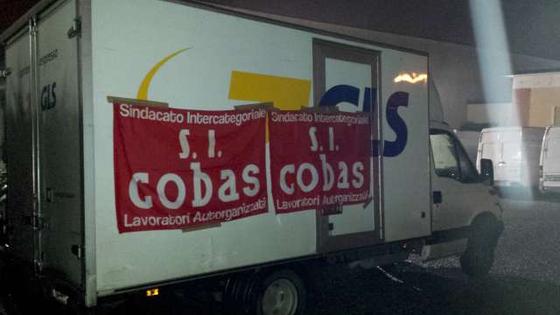 GLS
Sindacato Intercategoriale
S. I.
cobas
Lavoratori Autorganizzati
Sindacato Intercategoriale
S. I.
cobas
Lavoratori Autorganizzati
GLS